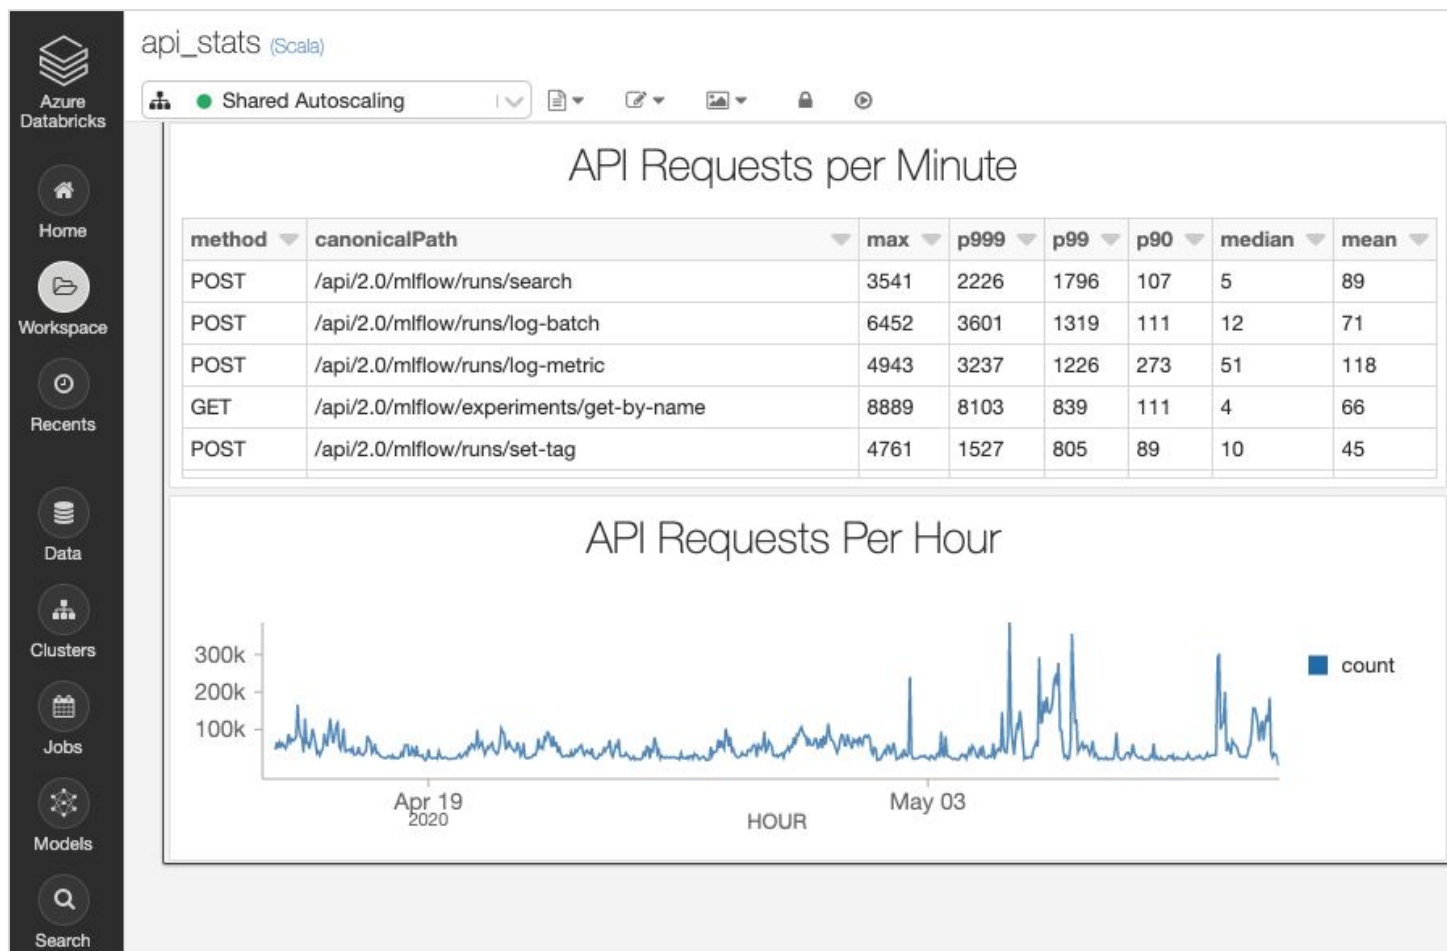 api_stats (Scala)
Azure
Databricks
Shared Autoscaling
Home
Workspace
Recents
Data
Clusters
Jobs
Models
Search
API Requests per Minute
method canonicalPath max p999 p99 p90 median mean
POST /api/2.0/mlflow/runs/search 3541 2226 1796 107 5 89
POST /api/2.0/mlflow/runs/log-batch 6452 3601 1319 111 12 71
POST /api/2.0/mlflow/runs/log-metric 4943 3237 1226 273 51 118
GET /api/2.0/mlflow/experiments/get-by-name 8889 8103 839 111 4 66
POST /api/2.0/mlflow/runs/set-tag 4761 1527 805 89 10 45
API Requests Per Hour
300k
200k
100k
count
Apr 19 May 03
2020
HOUR